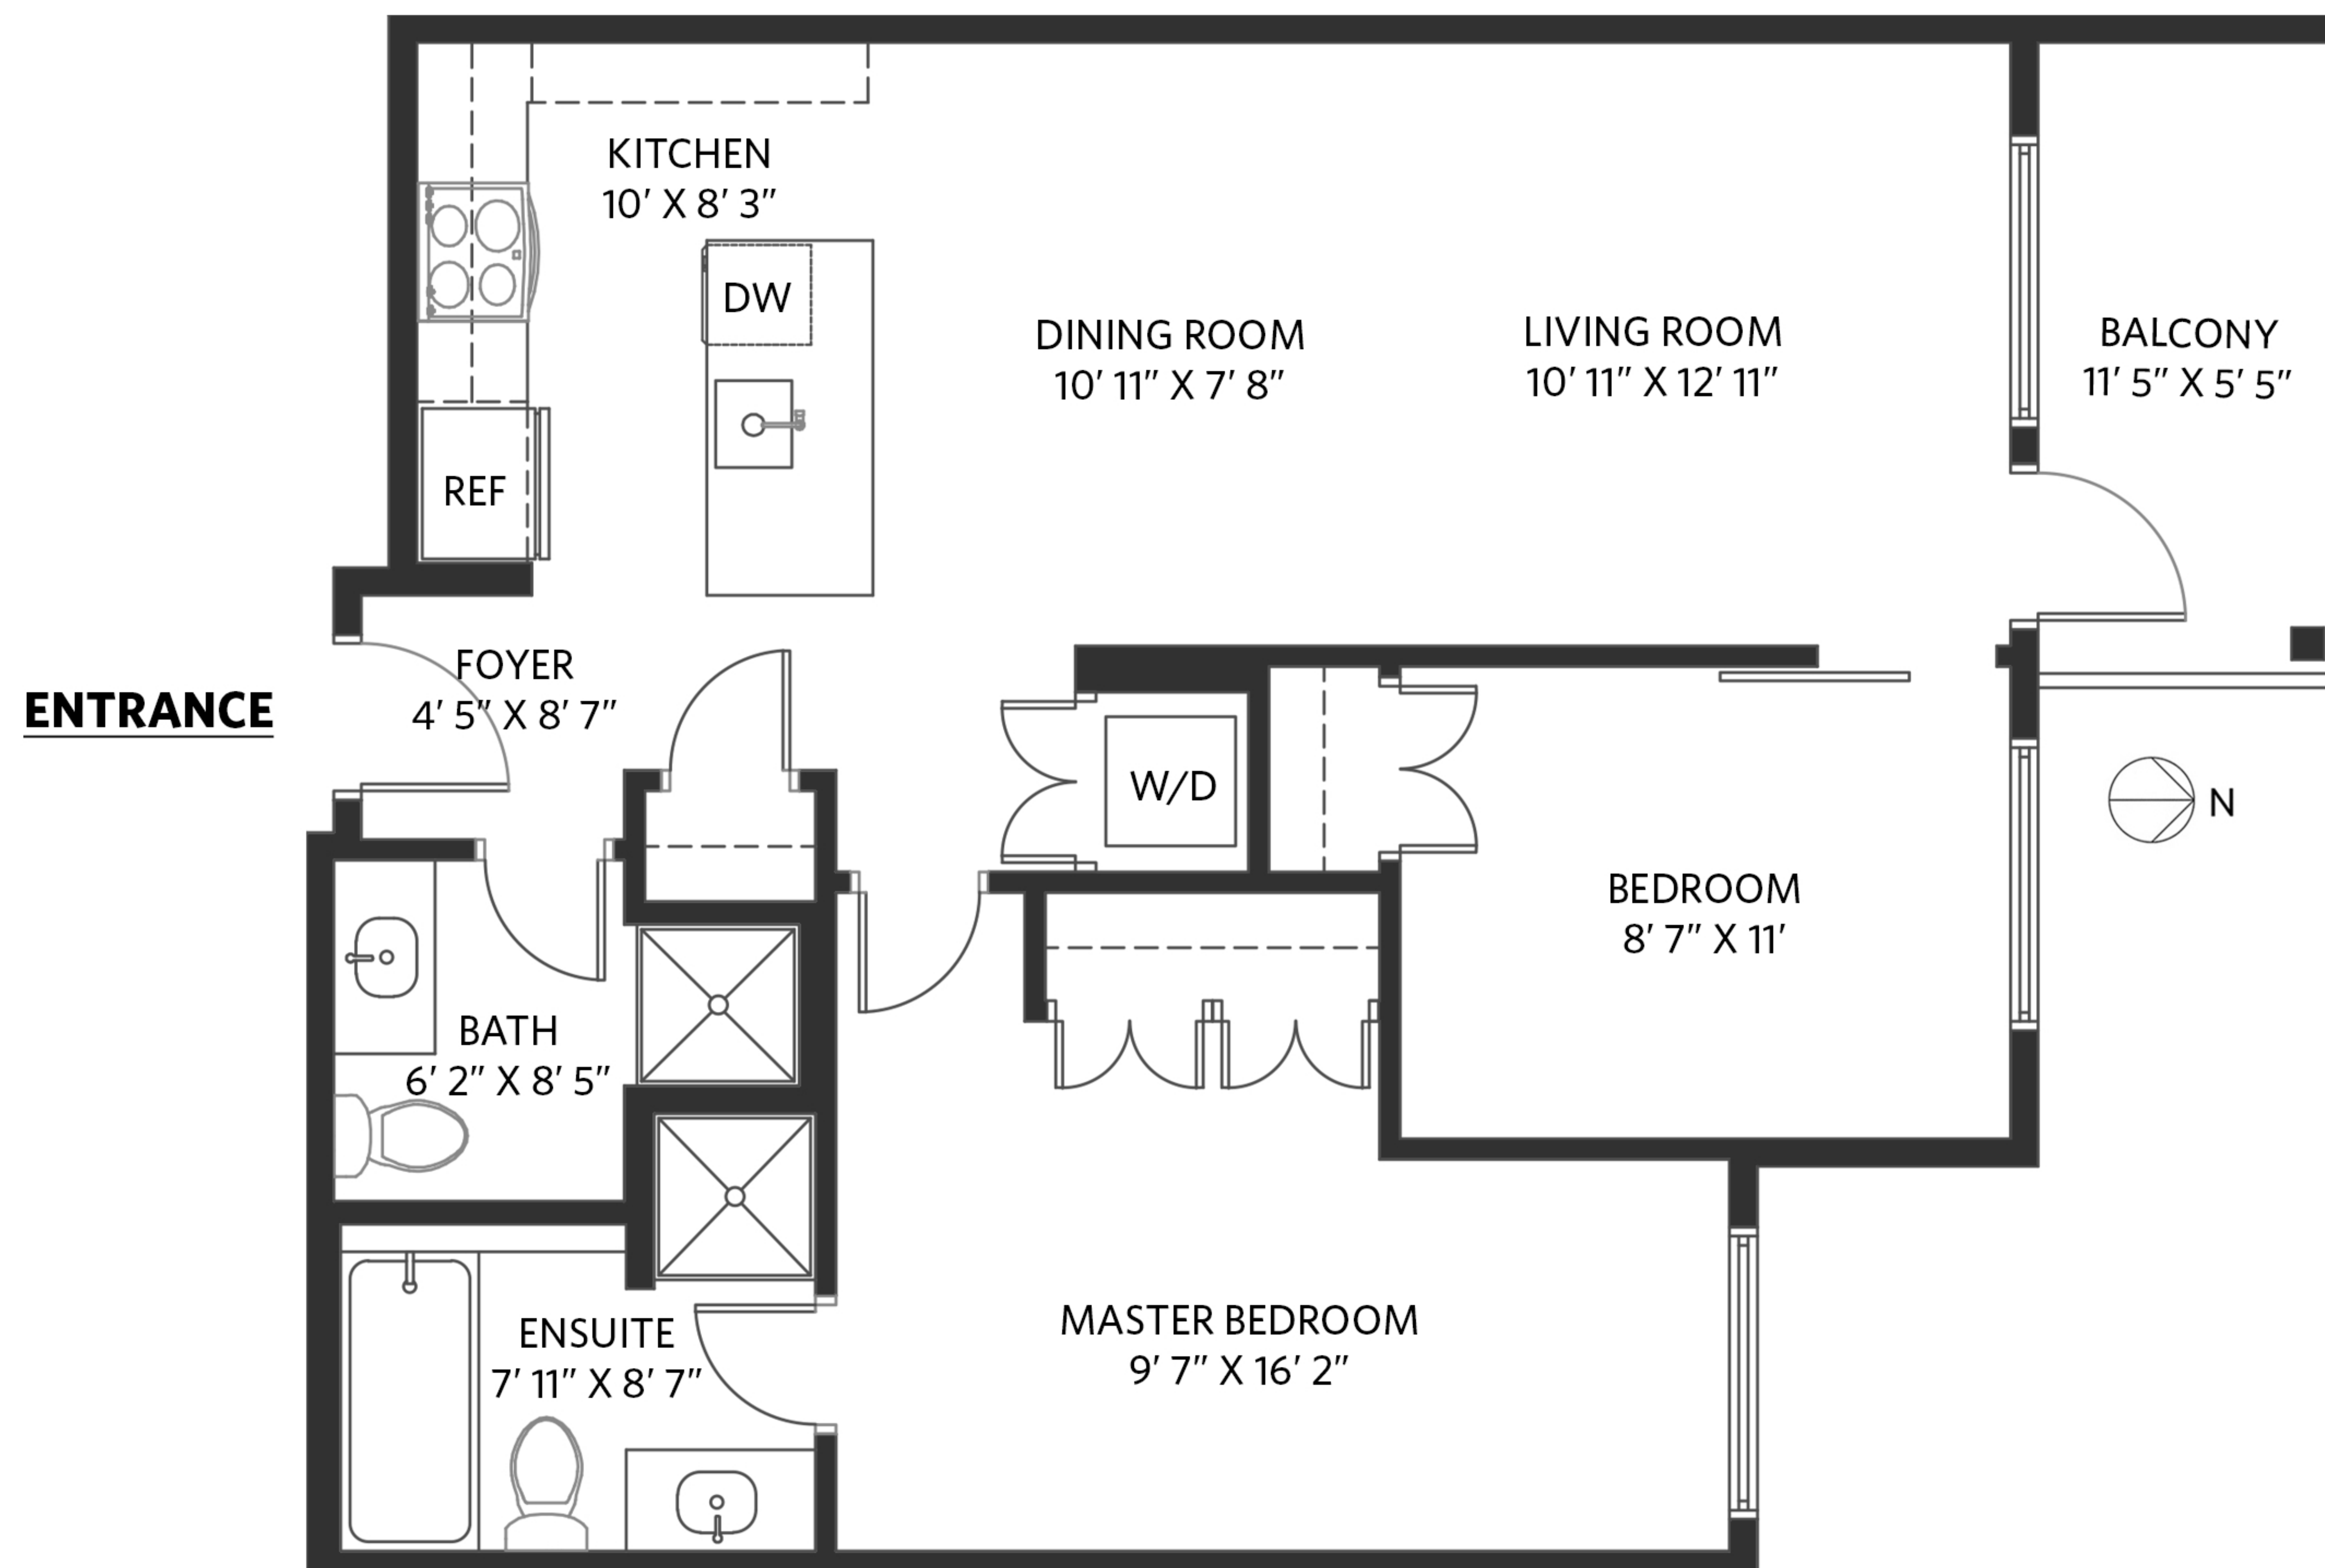 KITCHEN
10′ X 8′ 3″
DW
REF
DINING ROOM
10′ 11″ X 7′ 8″
LIVING ROOM
10′ 11″ X 12′ 11″
BALCONY
11′ 5″ X 5′ 5″
ENTRANCE
FOYER
4′ 5″ X 8′ 7″
W/D
N
BEDROOM
8′ 7″ X 11′
BATH
6′ 2″ X 8′ 5″
ENSUITE
7′ 11″ X 8′ 7″
MASTER BEDROOM
9′ 7″ X 16′ 2″